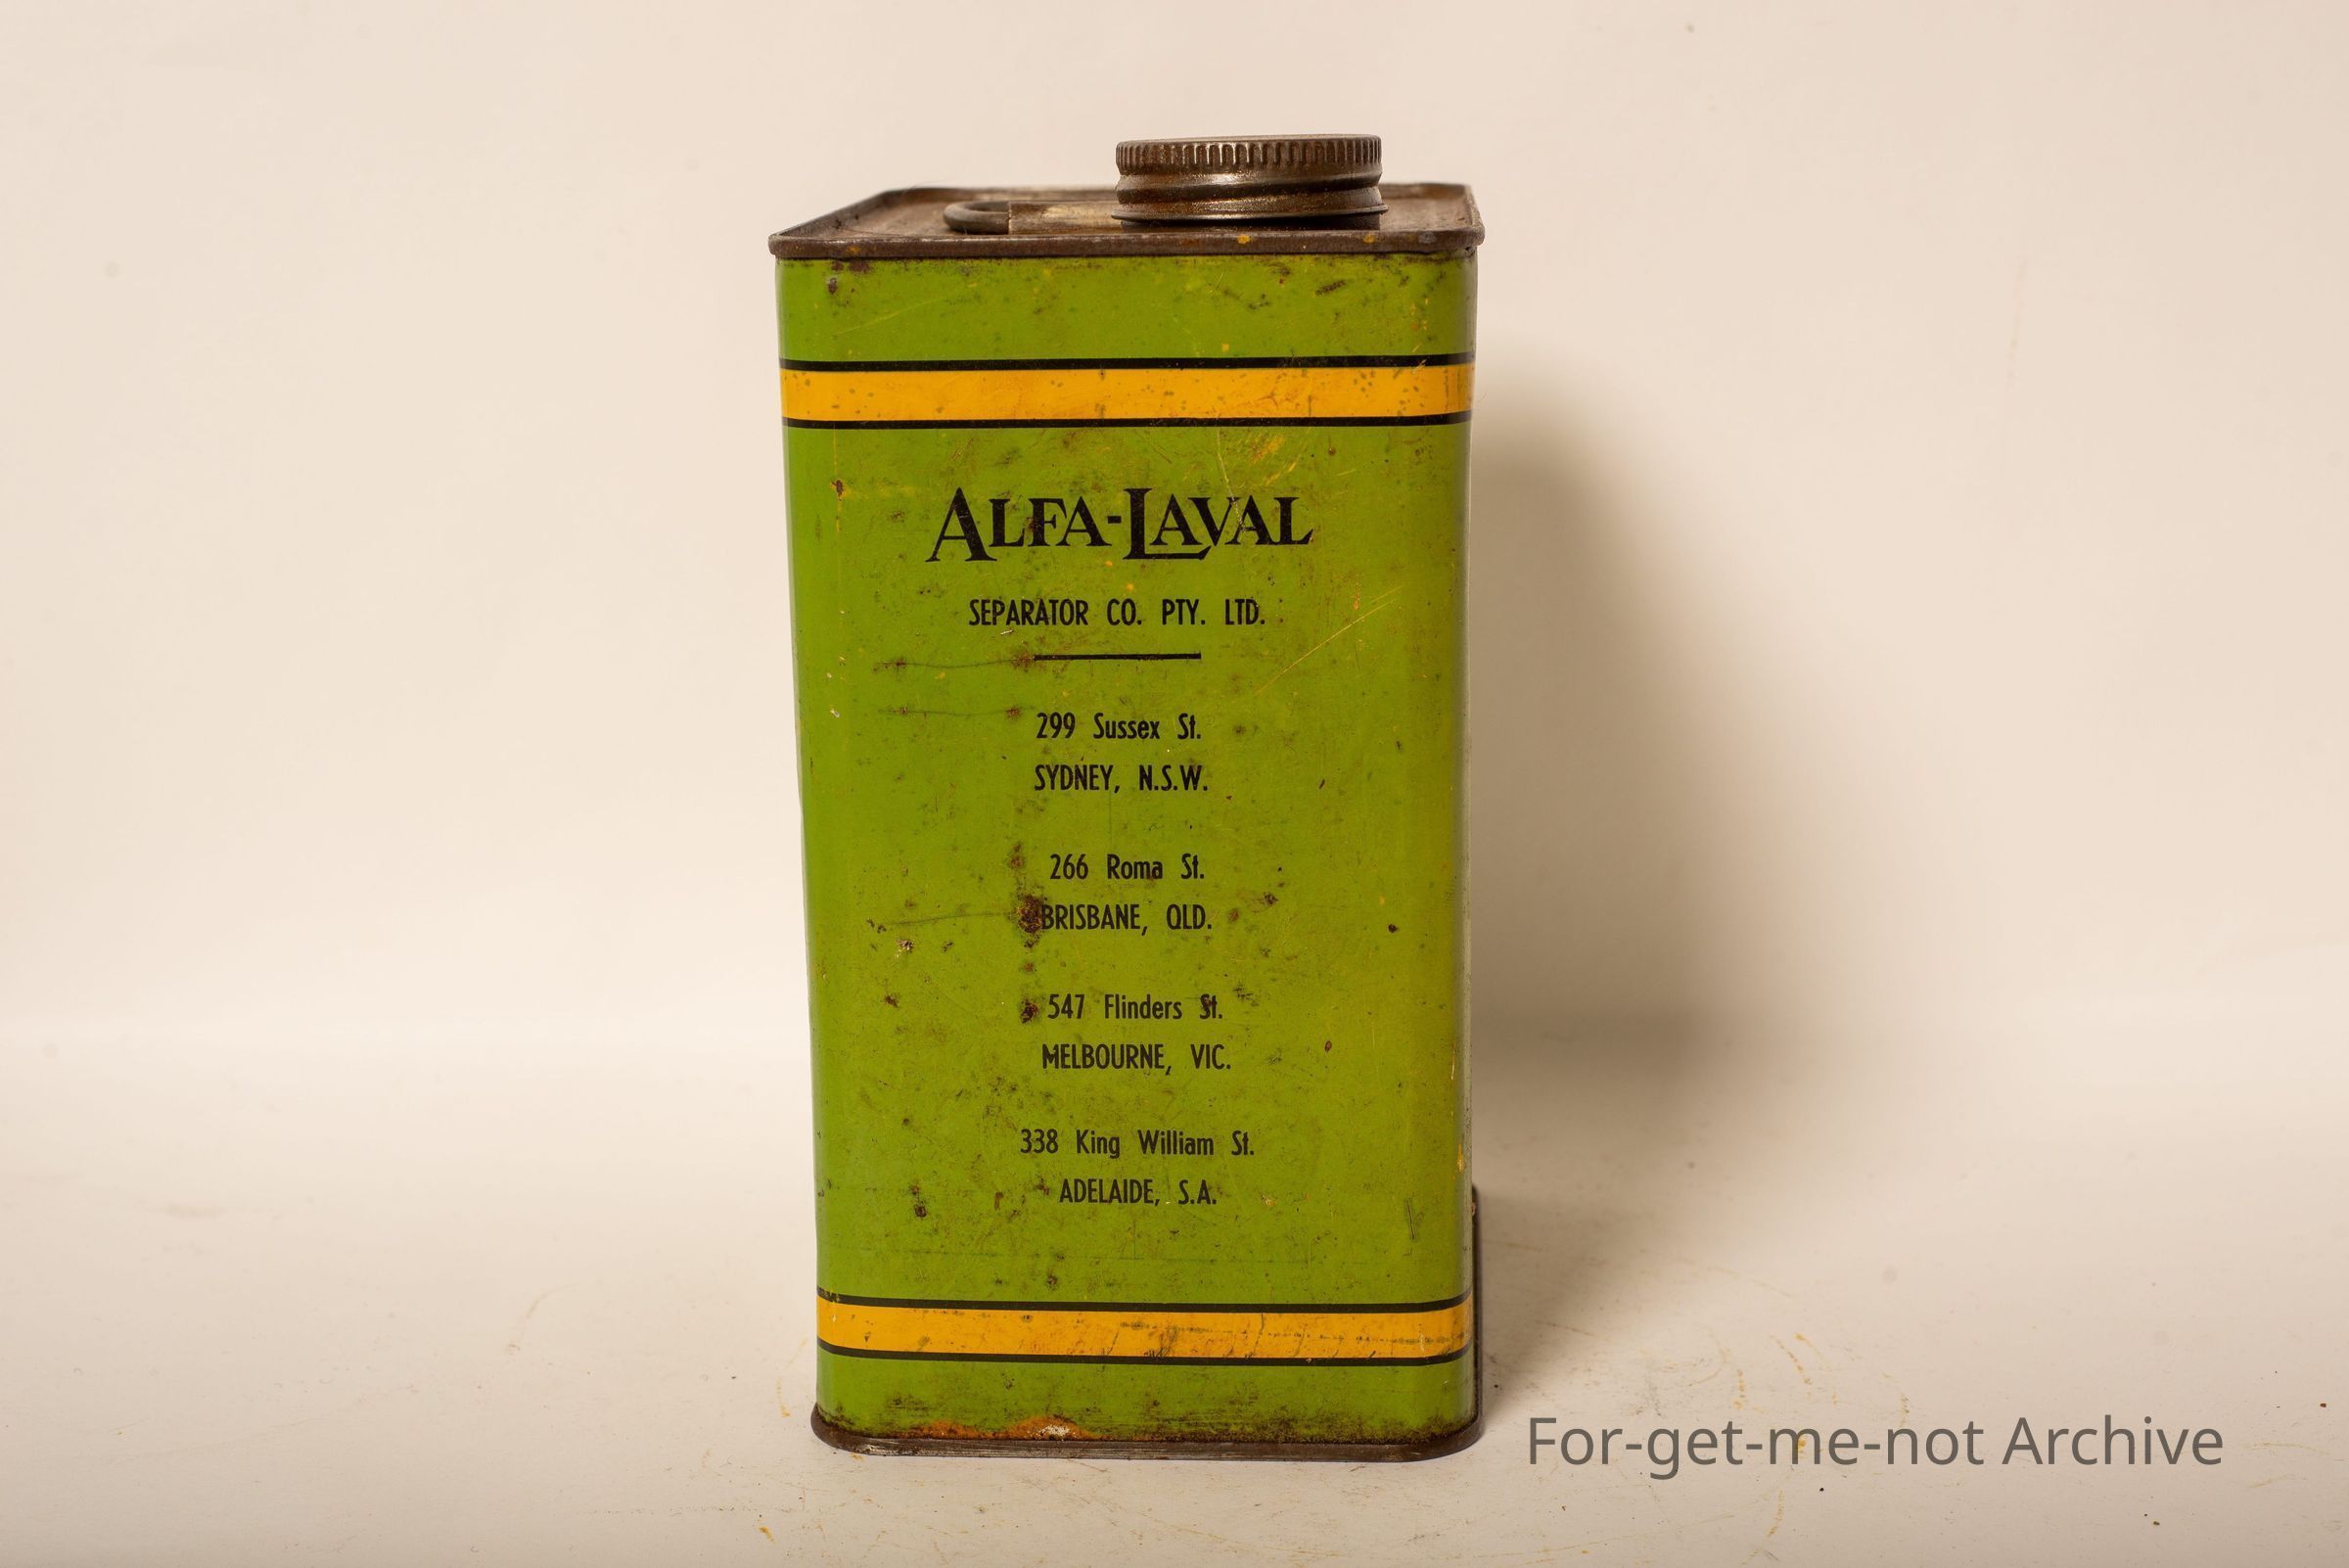 ALFA-LAVAL
SEPARATOR CO. PTY. LTD.
299 Sussex St.
SYDNEY, N.S.W.
266 Roma St.
BRISBANE, QLD.
547 Flinders St.
MELBOURNE, VIC.
338 King William St.
ADELAIDE, S.A.
For-get-me-not Archive